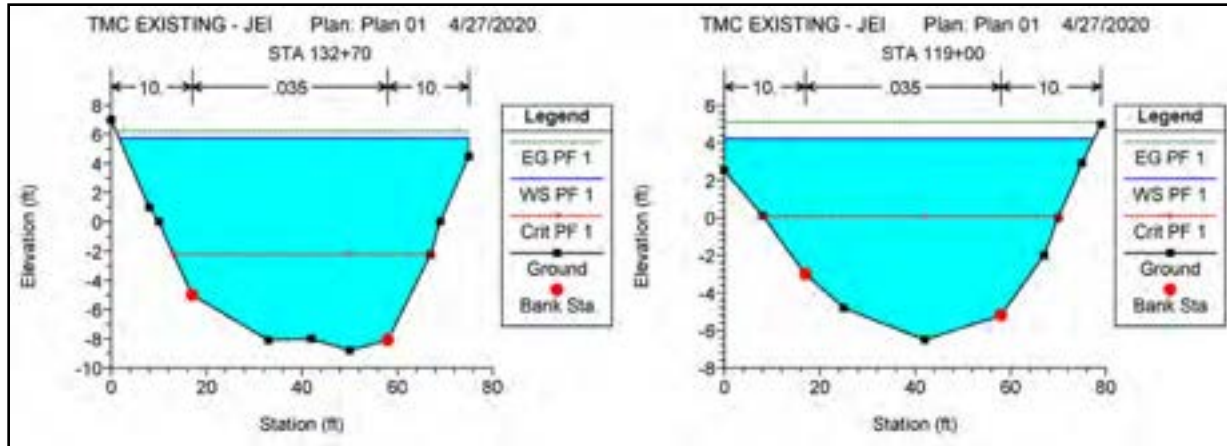 TMC EXISTING - JEI Plan: Plan 01 4/27/2020
STA 132+70
10. .035 10.
8
6
4
2
0
-2
-4
-6
-8
-10
0 20 40 60 80
Elevation (ft)
Station (ft)
Legend
EG PF 1
WS PF 1
Crit PF 1
Ground
Bank Sta
TMC EXISTING - JEI Plan: Plan 01 4/27/2020
STA 119+00
10. .035 10.
6
4
2
0
-2
-4
-6
-8
0 20 40 60 80
Elevation (ft)
Station (ft)
Legend
EG PF 1
WS PF 1
Crit PF 1
Ground
Bank Sta